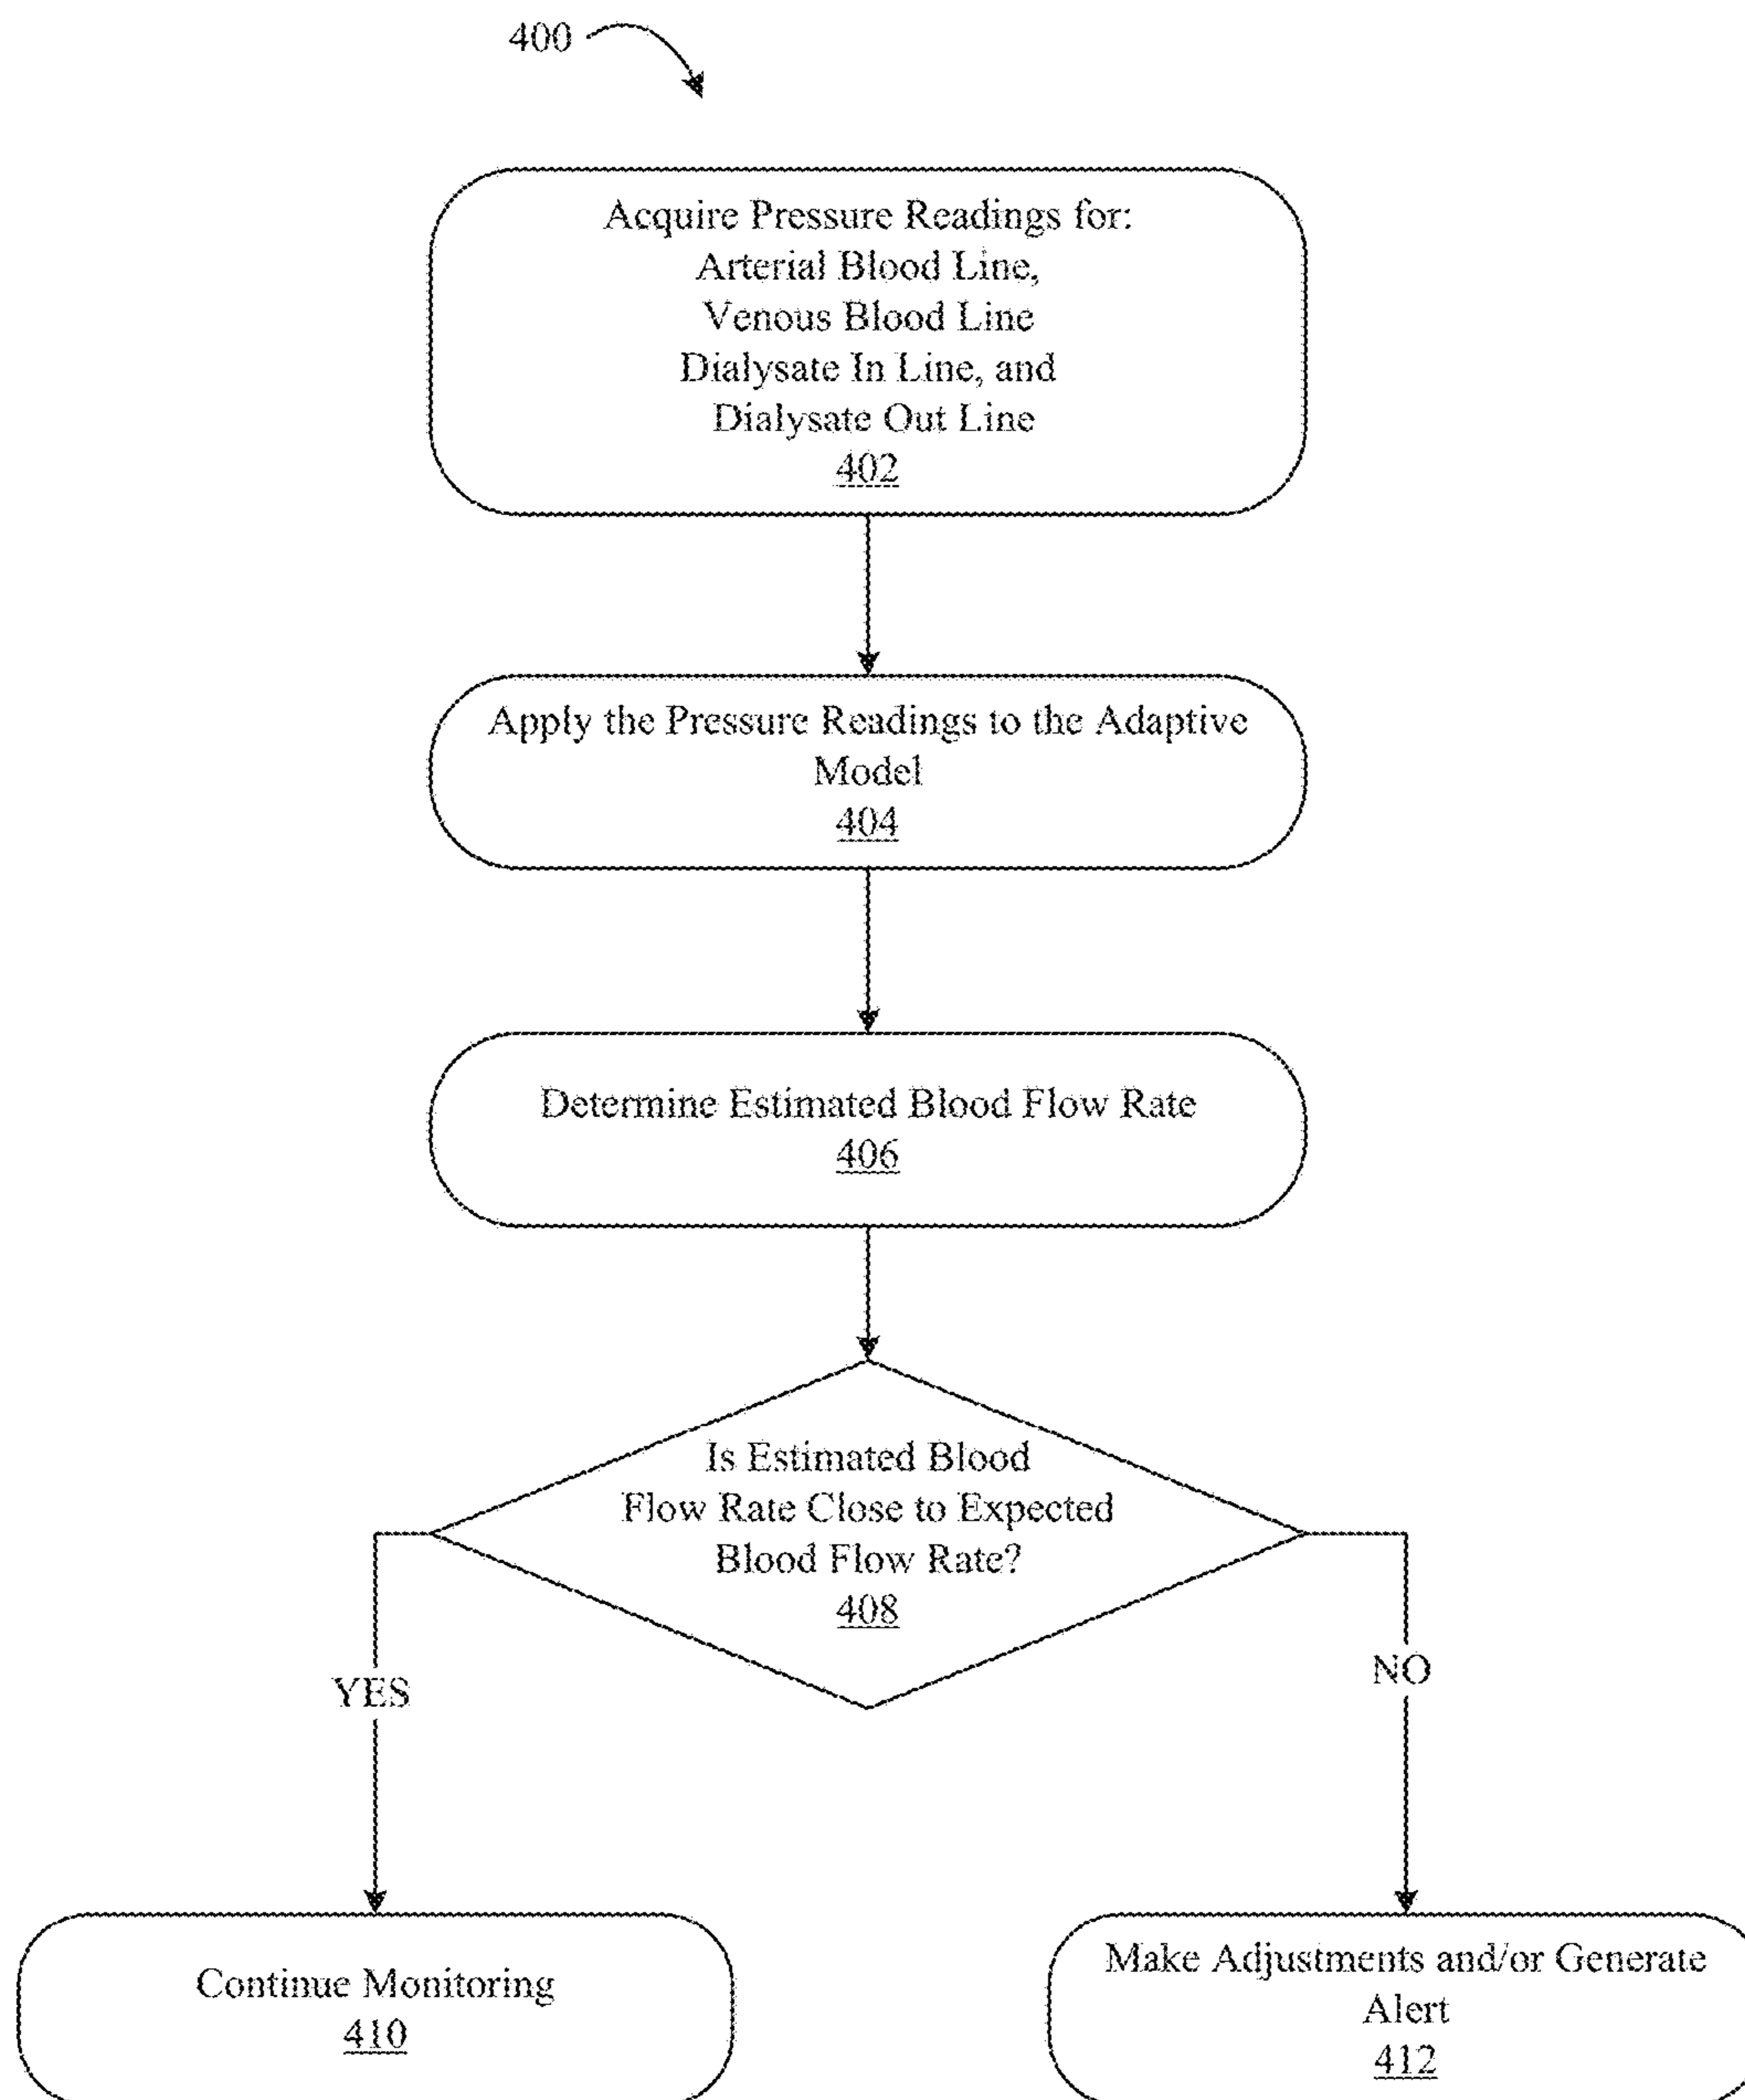 400
Acquire Pressure Readings for:
Arterial Blood Line,
Venous Blood Line
Dialysate In Line, and
Dialysate Out Line
402
Apply the Pressure Readings to the Adaptive
Model
404
Determine Estimated Blood Flow Rate
406
Is Estimated Blood
Flow Rate Close to Expected
Blood Flow Rate?
408
YES
NO
Continue Monitoring
410
Make Adjustments and/or Generate
Alert
412